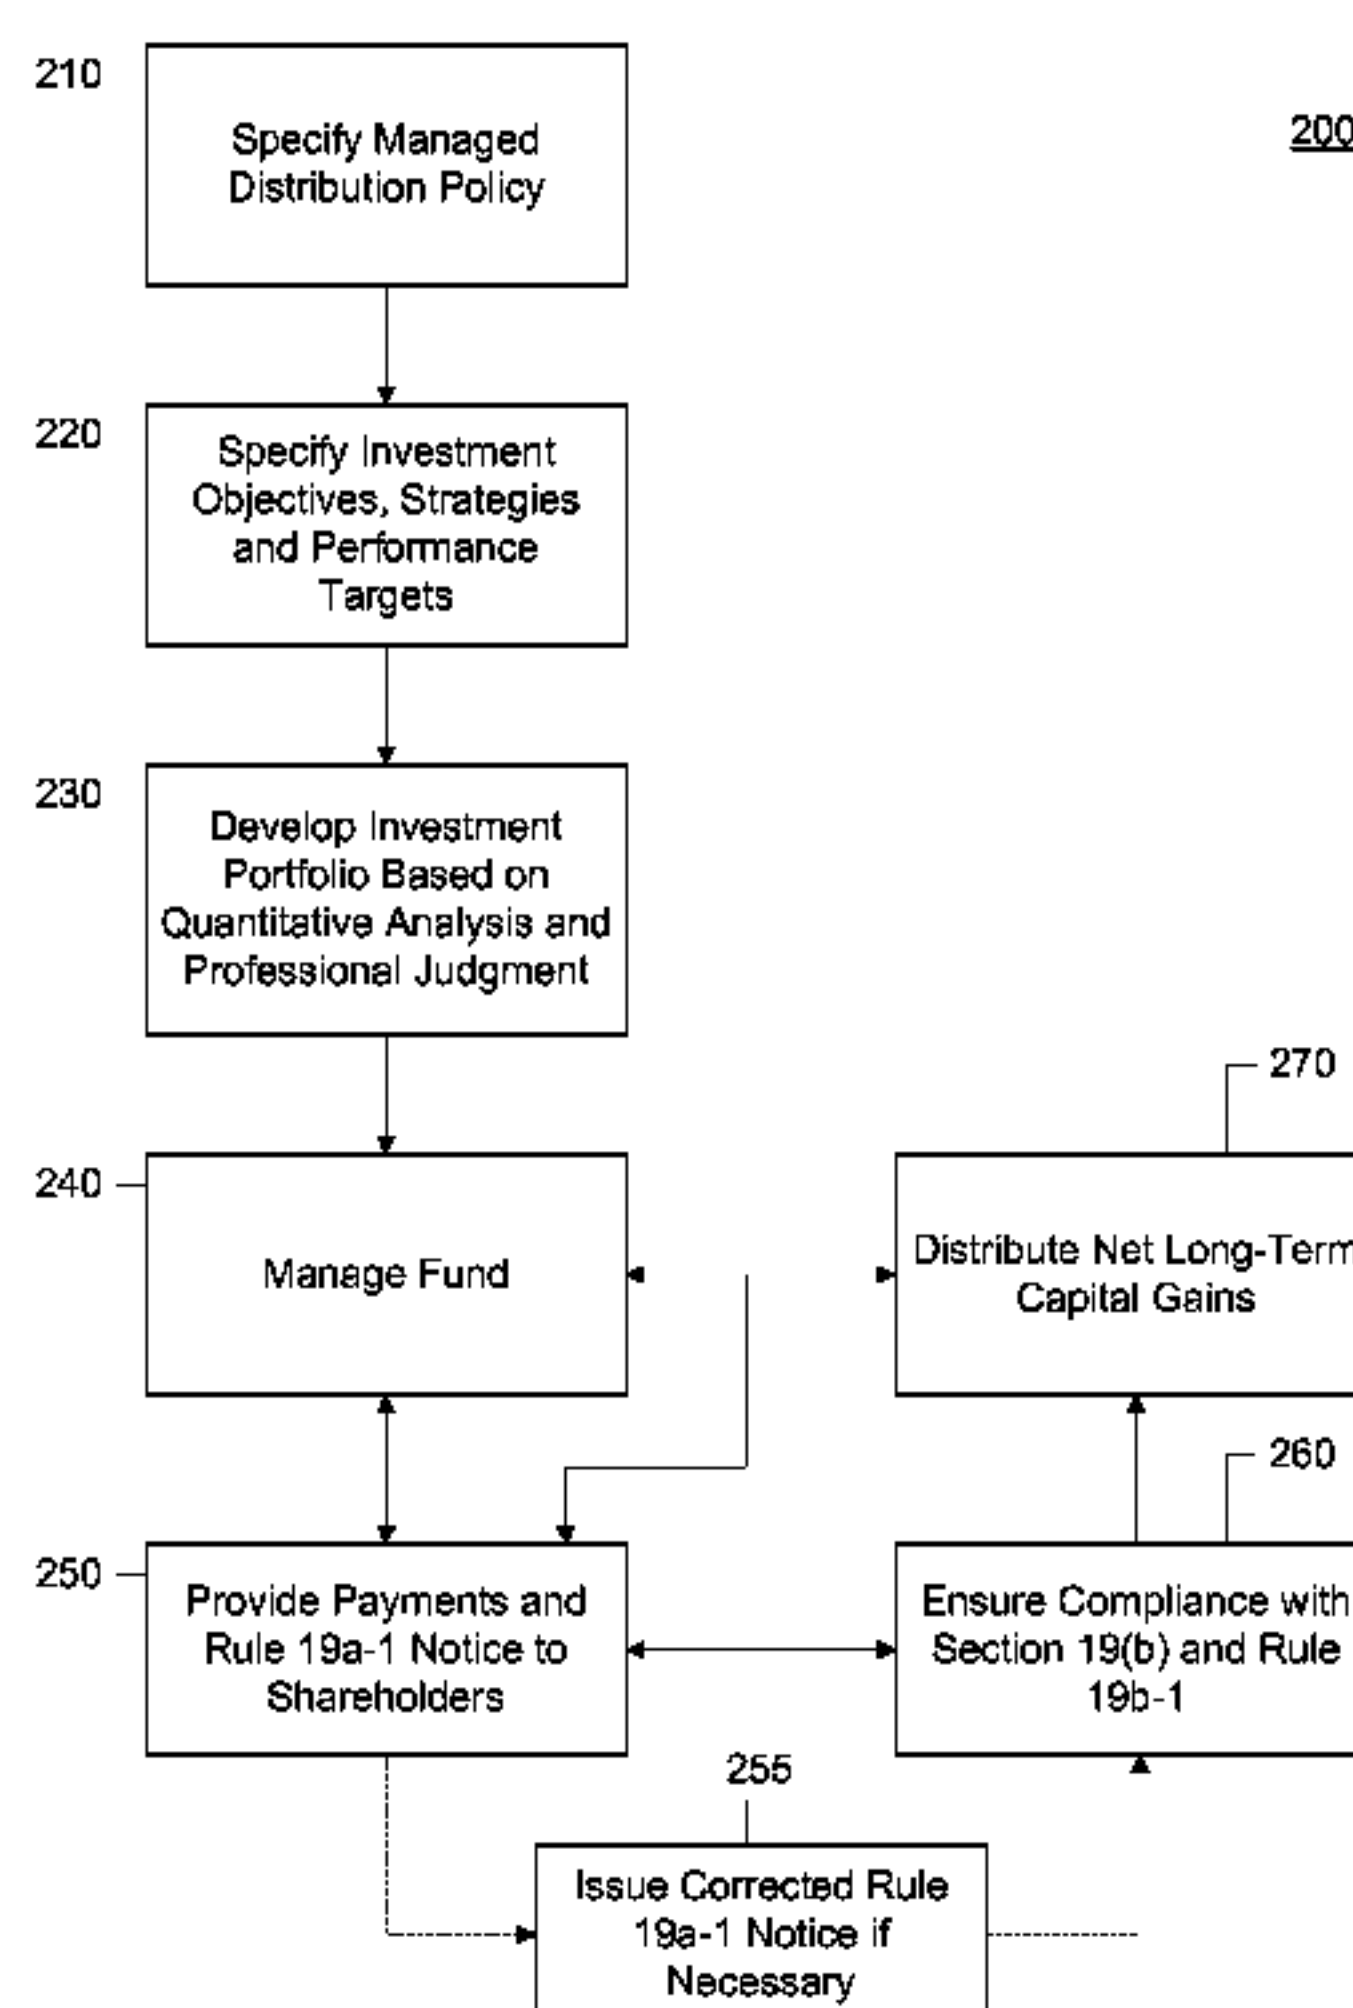 210
Specify Managed
Distribution Policy
200
220
Specify Investment
Objectives, Strategies
and Performance
Targets
230
Develop Investment
Portfolio Based on
Quantitative Analysis and
Professional Judgment
270
240
Manage Fund
Distribute Net Long-Term
Capital Gains
260
250
Provide Payments and
Rule 19a-1 Notice to
Shareholders
Ensure Compliance with
Section 19(b) and Rule
19b-1
255
Issue Corrected Rule
19a-1 Notice if
Necessary